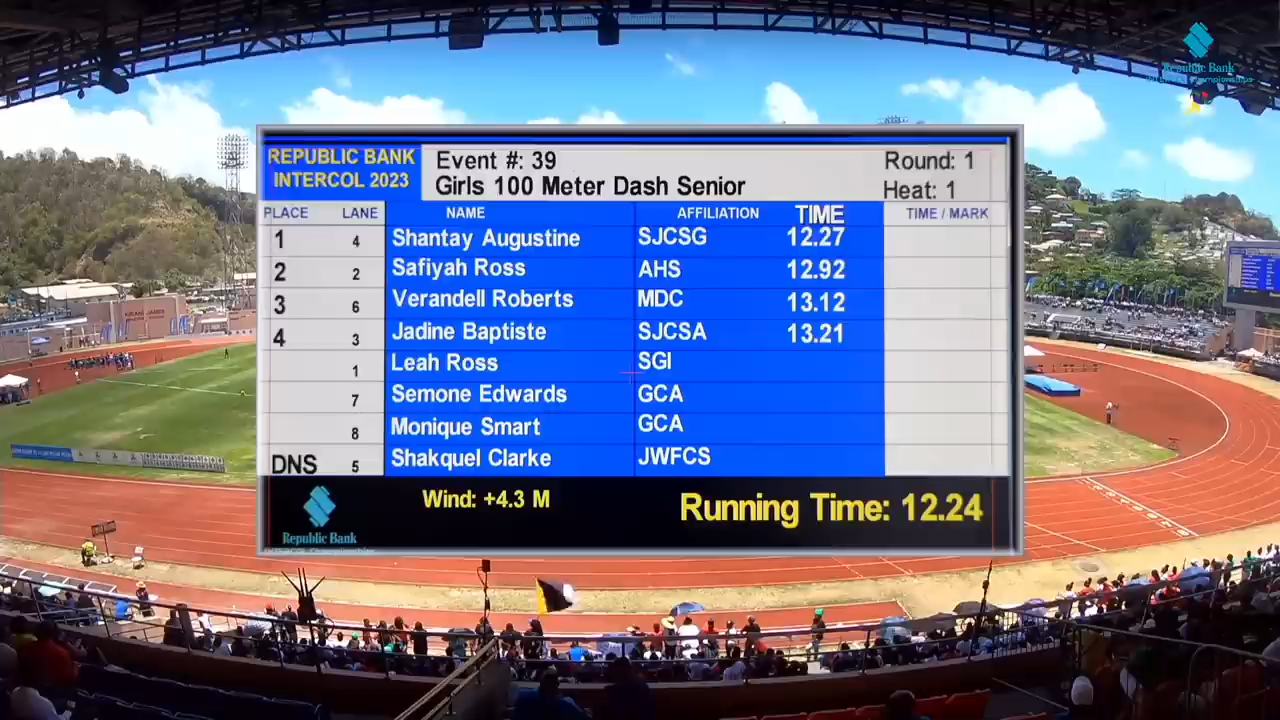 Republic Bank
REPUBLIC BANK
INTERCOL 2023
Event #: 39
Girls 100 Meter Dash Senior
Round: 1
Heat: 1
PLACE LANE NAME AFFILIATION TIME TIME / MARK
1 4 Shantay Augustine SJCSG 12.27
2 2 Safiyah Ross AHS 12.92
3 6 Verandell Roberts MDC 13.12
4 3 Jadine Baptiste SJCSA 13.21
1 Leah Ross SGI
7 Semone Edwards GCA
8 Monique Smart GCA
DNS 5 Shakquel Clarke JWFCS
Wind: +4.3 M
Running Time: 12.24
Republic Bank